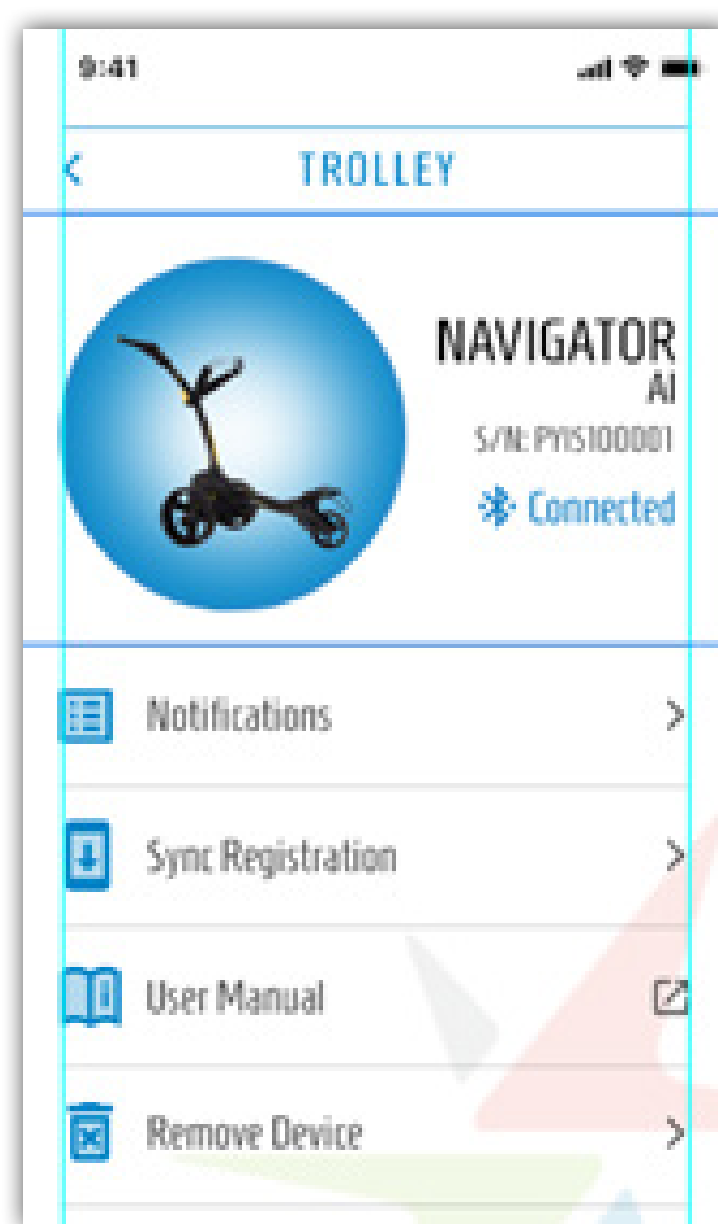 9:41
TROLLEY
NAVIGATOR
AI
S/N: PYIS100001
Connected
Notifications
Sync Registration
User Manual
Remove Device